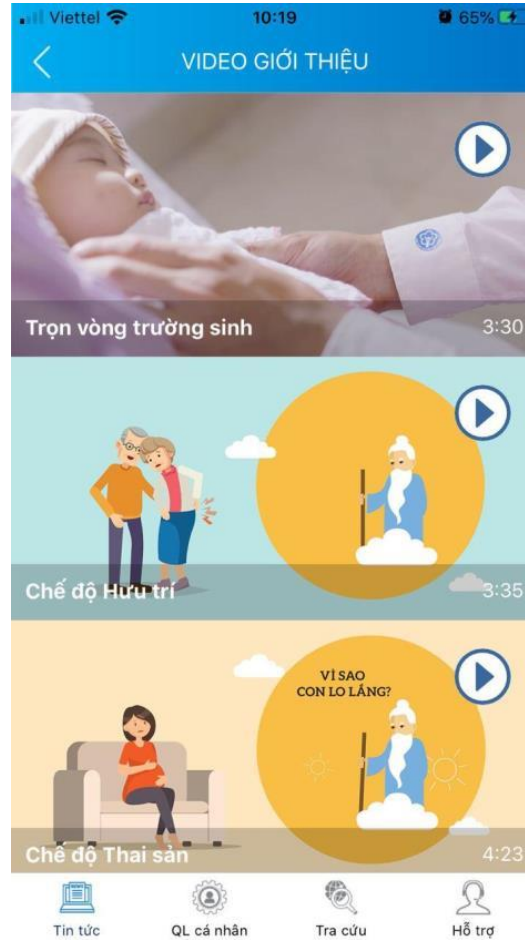 Viettel 10:19 65%
VIDEO GIỚI THIỆU
Trọn vòng trường sinh 3:30
Chế độ Hưu trí 3:35
VÌ SAO
CON LO LẮNG?
Chế độ Thai sản 4:23
Tin tức QL cá nhân Tra cứu Hỗ trợ